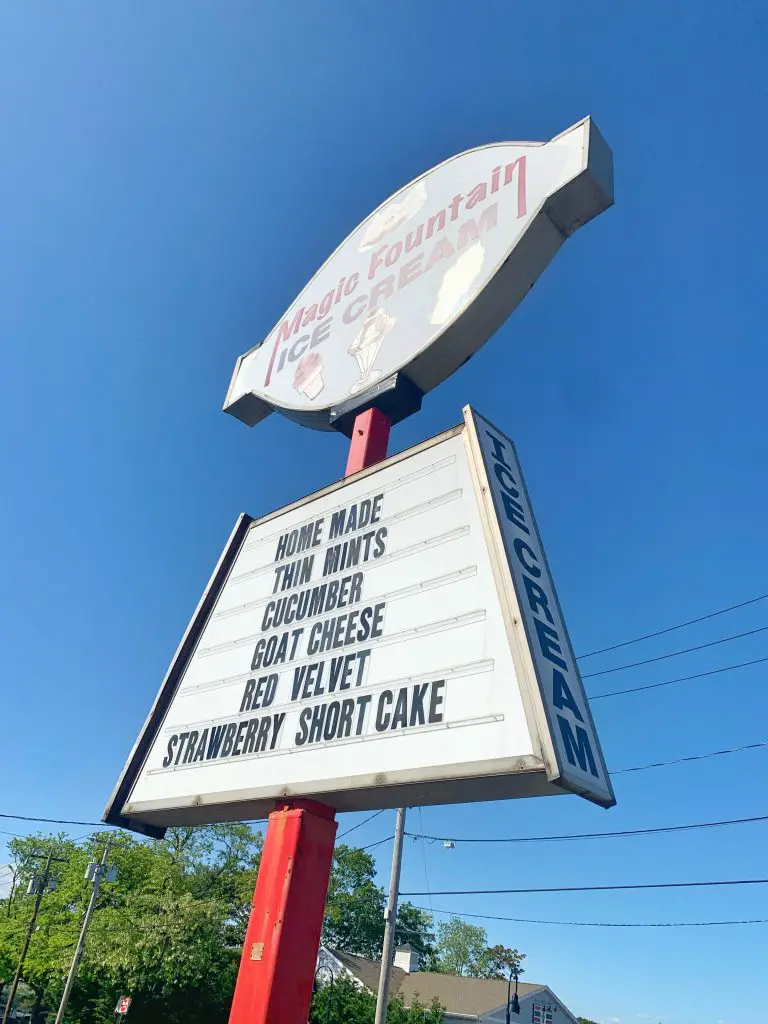 Magic Fountain
ICE CREAM
HOME MADE
THIN MINTS
CUCUMBER
GOAT CHEESE
RED VELVET
STRAWBERRY SHORT CAKE
ICE CREAM